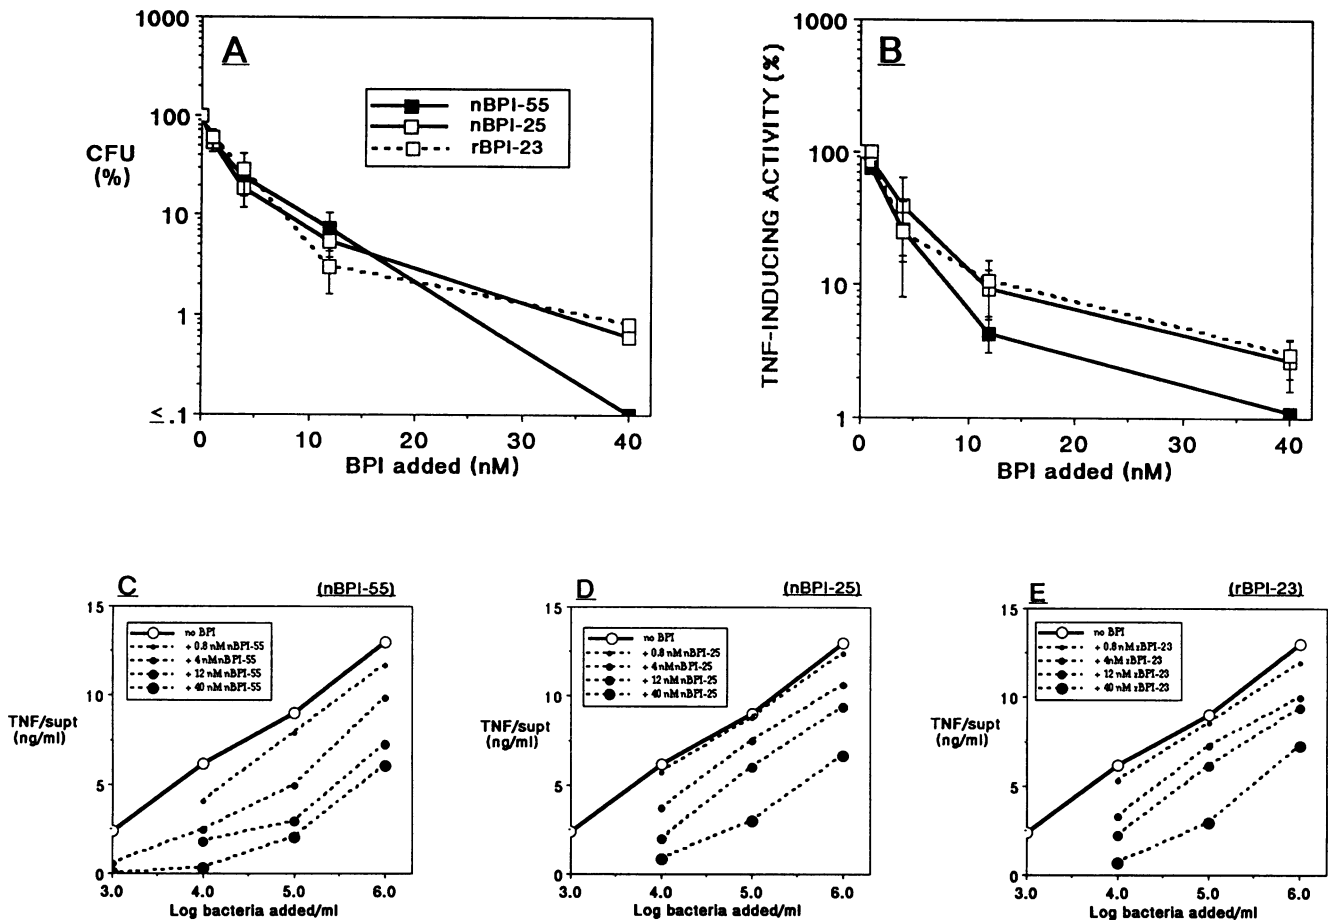 A
1000
100
10
1
≤.1
CFU
(%)
nBPI-55
nBPI-25
rBPI-23
0
10
20
30
40
BPI added (nM)
B
1000
100
10
1
TNF-INDUCING ACTIVITY (%)
0
10
20
30
40
BPI added (nM)
C
(nBPI-55)
15
10
5
0
TNF/supt
(ng/ml)
no BPI
+ 0.8 nM nBPI-55
+ 4 nM nBPI-55
+ 12 nM nBPI-55
+ 40 nM nBPI-55
3.0
4.0
5.0
6.0
Log bacteria added/ml
D
(nBPI-25)
15
10
5
0
TNF/supt
(ng/ml)
no BPI
+ 0.8 nM nBPI-25
+ 4 nM nBPI-25
+ 12 nM nBPI-25
+ 40 nM nBPI-25
3.0
4.0
5.0
6.0
Log bacteria added/ml
E
(rBPI-23)
15
10
5
0
TNF/supt
(ng/ml)
no BPI
+ 0.8 nM rBPI-23
+ 4nM rBPI-23
+ 12 nM rBPI-23
+ 40 nM rBPI-23
3.0
4.0
5.0
6.0
Log bacteria added/ml